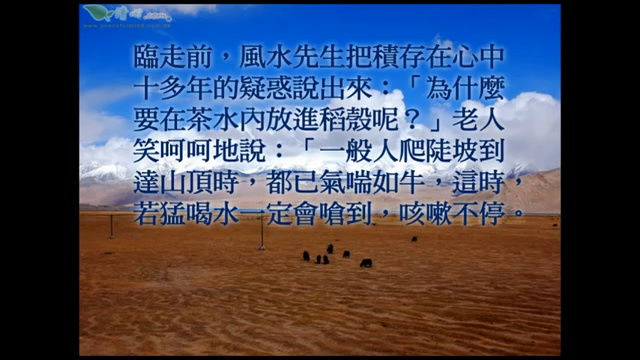 臨走前，風水先生把積存在心中
十多年的疑惑說出來：「為什麼
要在茶水內放進稻殼呢？」老人
笑呵呵地說：「一般人爬陡坡到
達山頂時，都已氣喘如牛，這時，
若猛喝水一定會嗆到，咳嗽不停。